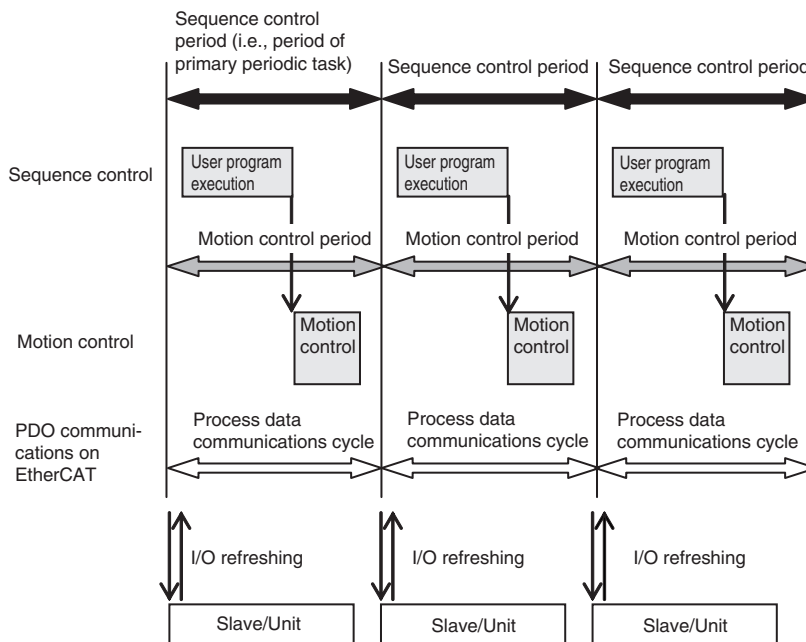 Sequence control
period (i.e., period of
primary periodic task)
Sequence control period
Sequence control period
Sequence control
User program
execution
User program
execution
User program
execution
Motion control period
Motion control period
Motion control period
Motion control
Motion
control
Motion
control
Motion
control
PDO communi-
cations on
EtherCAT
Process data
communications cycle
Process data
communications cycle
Process data
communications cycle
I/O refreshing
I/O refreshing
I/O refreshing
Slave/Unit
Slave/Unit
Slave/Unit